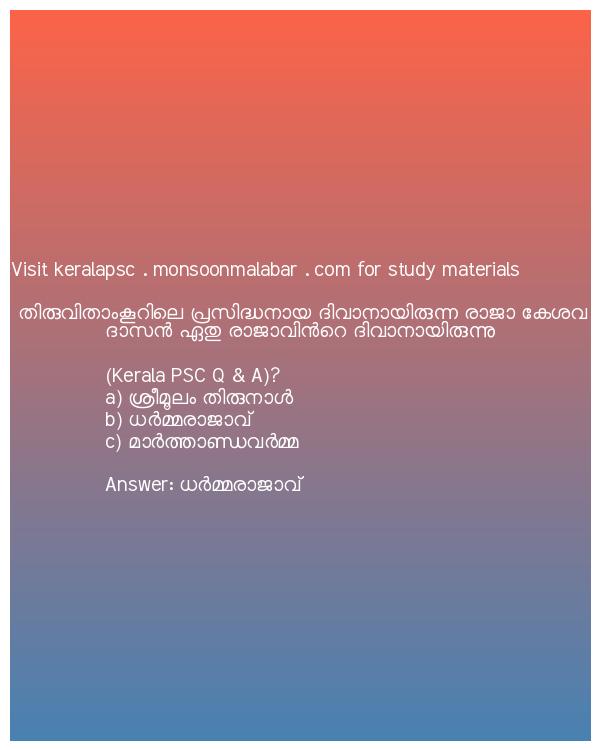 Visit keralapsc . monsoonmalabar . com for study materials
തിരുവിതാംകൂറിലെ പ്രസിദ്ധനായ ദിവാനായിരുന്ന രാജാ കേശവ
ദാസൻ ഏതു രാജാവിൻറെ ദിവാനായിരുന്നു
(Kerala PSC Q & A)?
a) ശ്രീമൂലം തിരുനാൾ
b) ധർമ്മരാജാവ്
c) മാർത്താണ്ഡവർമ്മ
Answer: ധർമ്മരാജാവ്